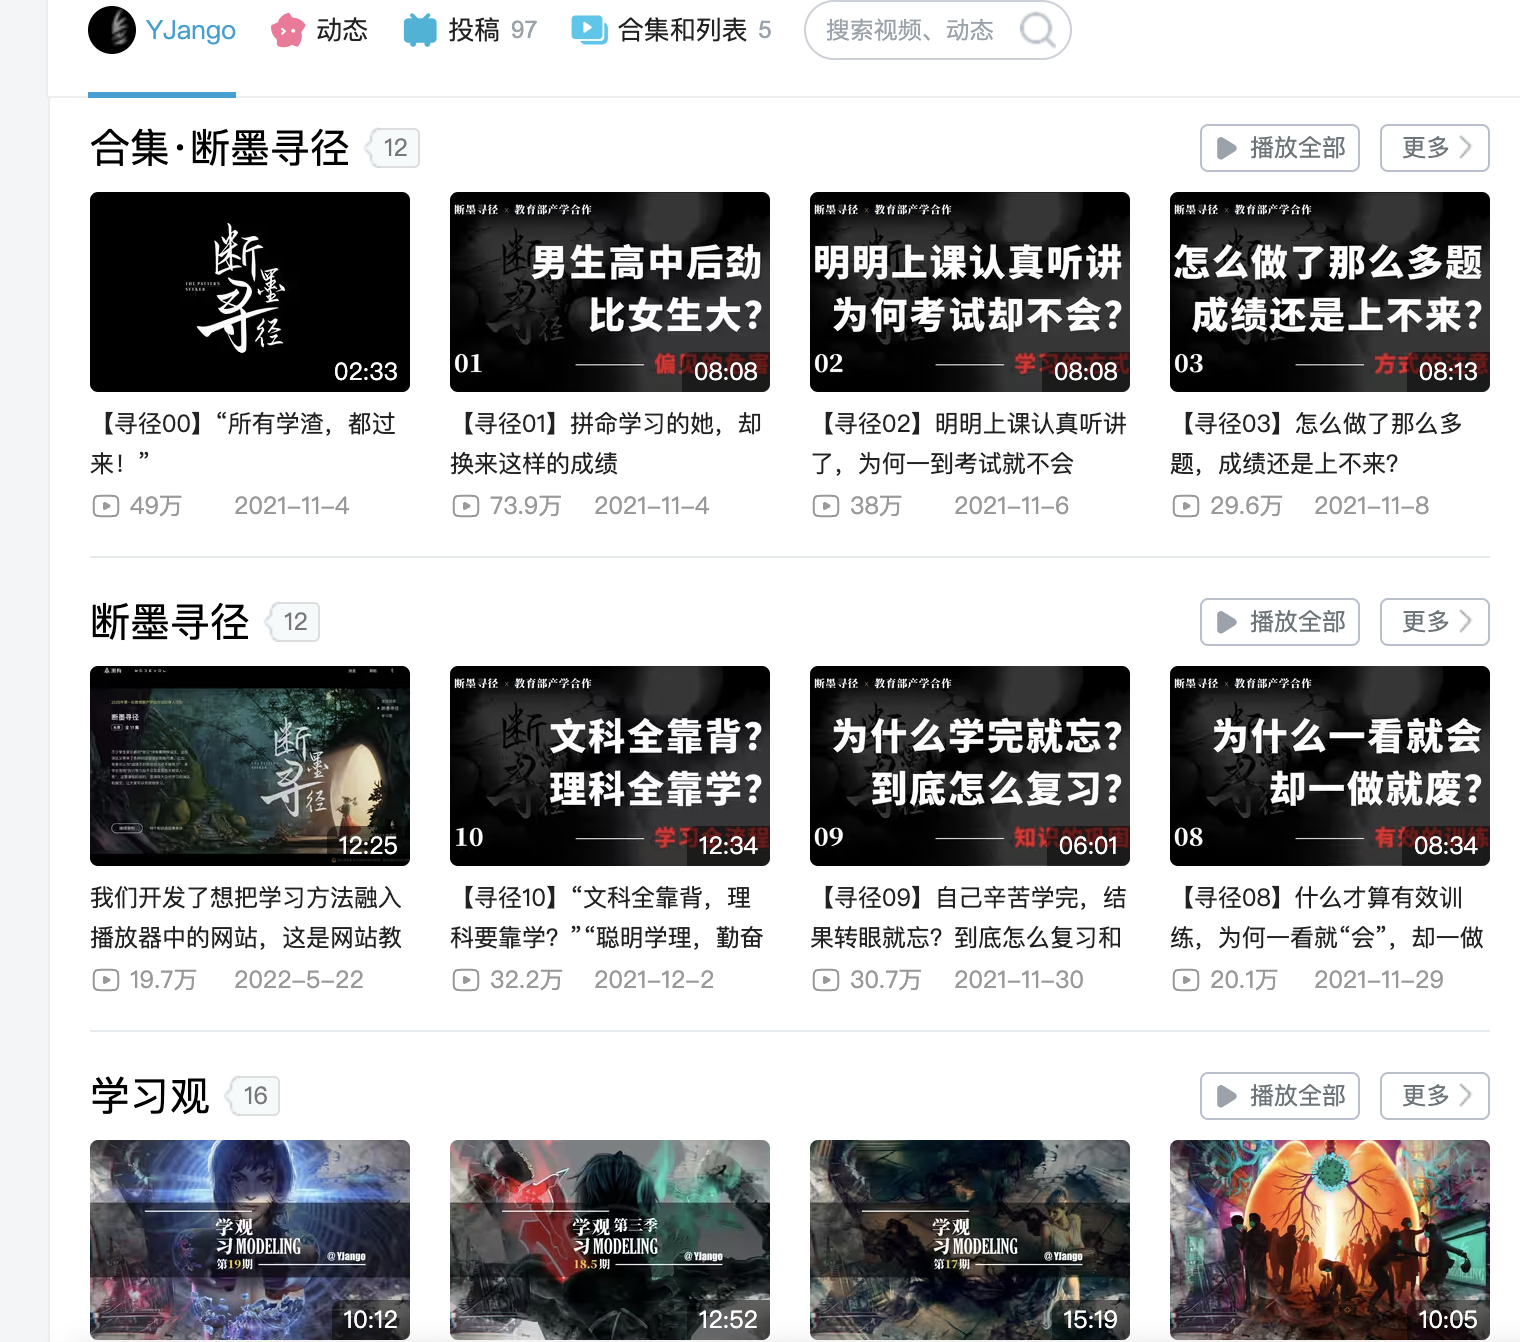 YJango
动态
投稿 97
合集和列表 5
搜索视频、动态
合集·断墨寻径 12
播放全部
更多
断墨寻径
THE PATTERN SEEKER
02:33
断墨寻径 × 教育部产学合作
男生高中后劲
比女生大?
01
08:08
断墨寻径 × 教育部产学合作
明明上课认真听讲
为何考试却不会?
02
08:08
断墨寻径 × 教育部产学合作
怎么做了那么多题
成绩还是上不来?
03
08:13
【寻径00】“所有学渣，都过
来！”
49万 2021-11-4
【寻径01】拼命学习的她，却
换来这样的成绩
73.9万 2021-11-4
【寻径02】明明上课认真听讲
了，为何一到考试就不会
38万 2021-11-6
【寻径03】怎么做了那么多
题，成绩还是上不来?
29.6万 2021-11-8
断墨寻径 12
播放全部
更多
断墨寻径
断墨寻径
12:25
断墨寻径 × 教育部产学合作
文科全靠背?
理科全靠学?
10
12:34
断墨寻径 × 教育部产学合作
为什么学完就忘?
到底怎么复习?
09
06:01
断墨寻径 × 教育部产学合作
为什么一看就会
却一做就废?
08
08:34
我们开发了想把学习方法融入
播放器中的网站，这是网站教
19.7万 2022-5-22
【寻径10】“文科全靠背，理
科要靠学？”“聪明学理，勤奋
32.2万 2021-12-2
【寻径09】自己辛苦学完，结
果转眼就忘？到底怎么复习和
30.7万 2021-11-30
【寻径08】什么才算有效训
练，为何一看就“会”，却一做
20.1万 2021-11-29
学习观 16
播放全部
更多
学习观
MODELING
第19期
@YJango
10:12
学习观 第三季
MODELING
18.5期
@YJango
12:52
学习观
MODELING
第17期
@YJango
15:19
10:05